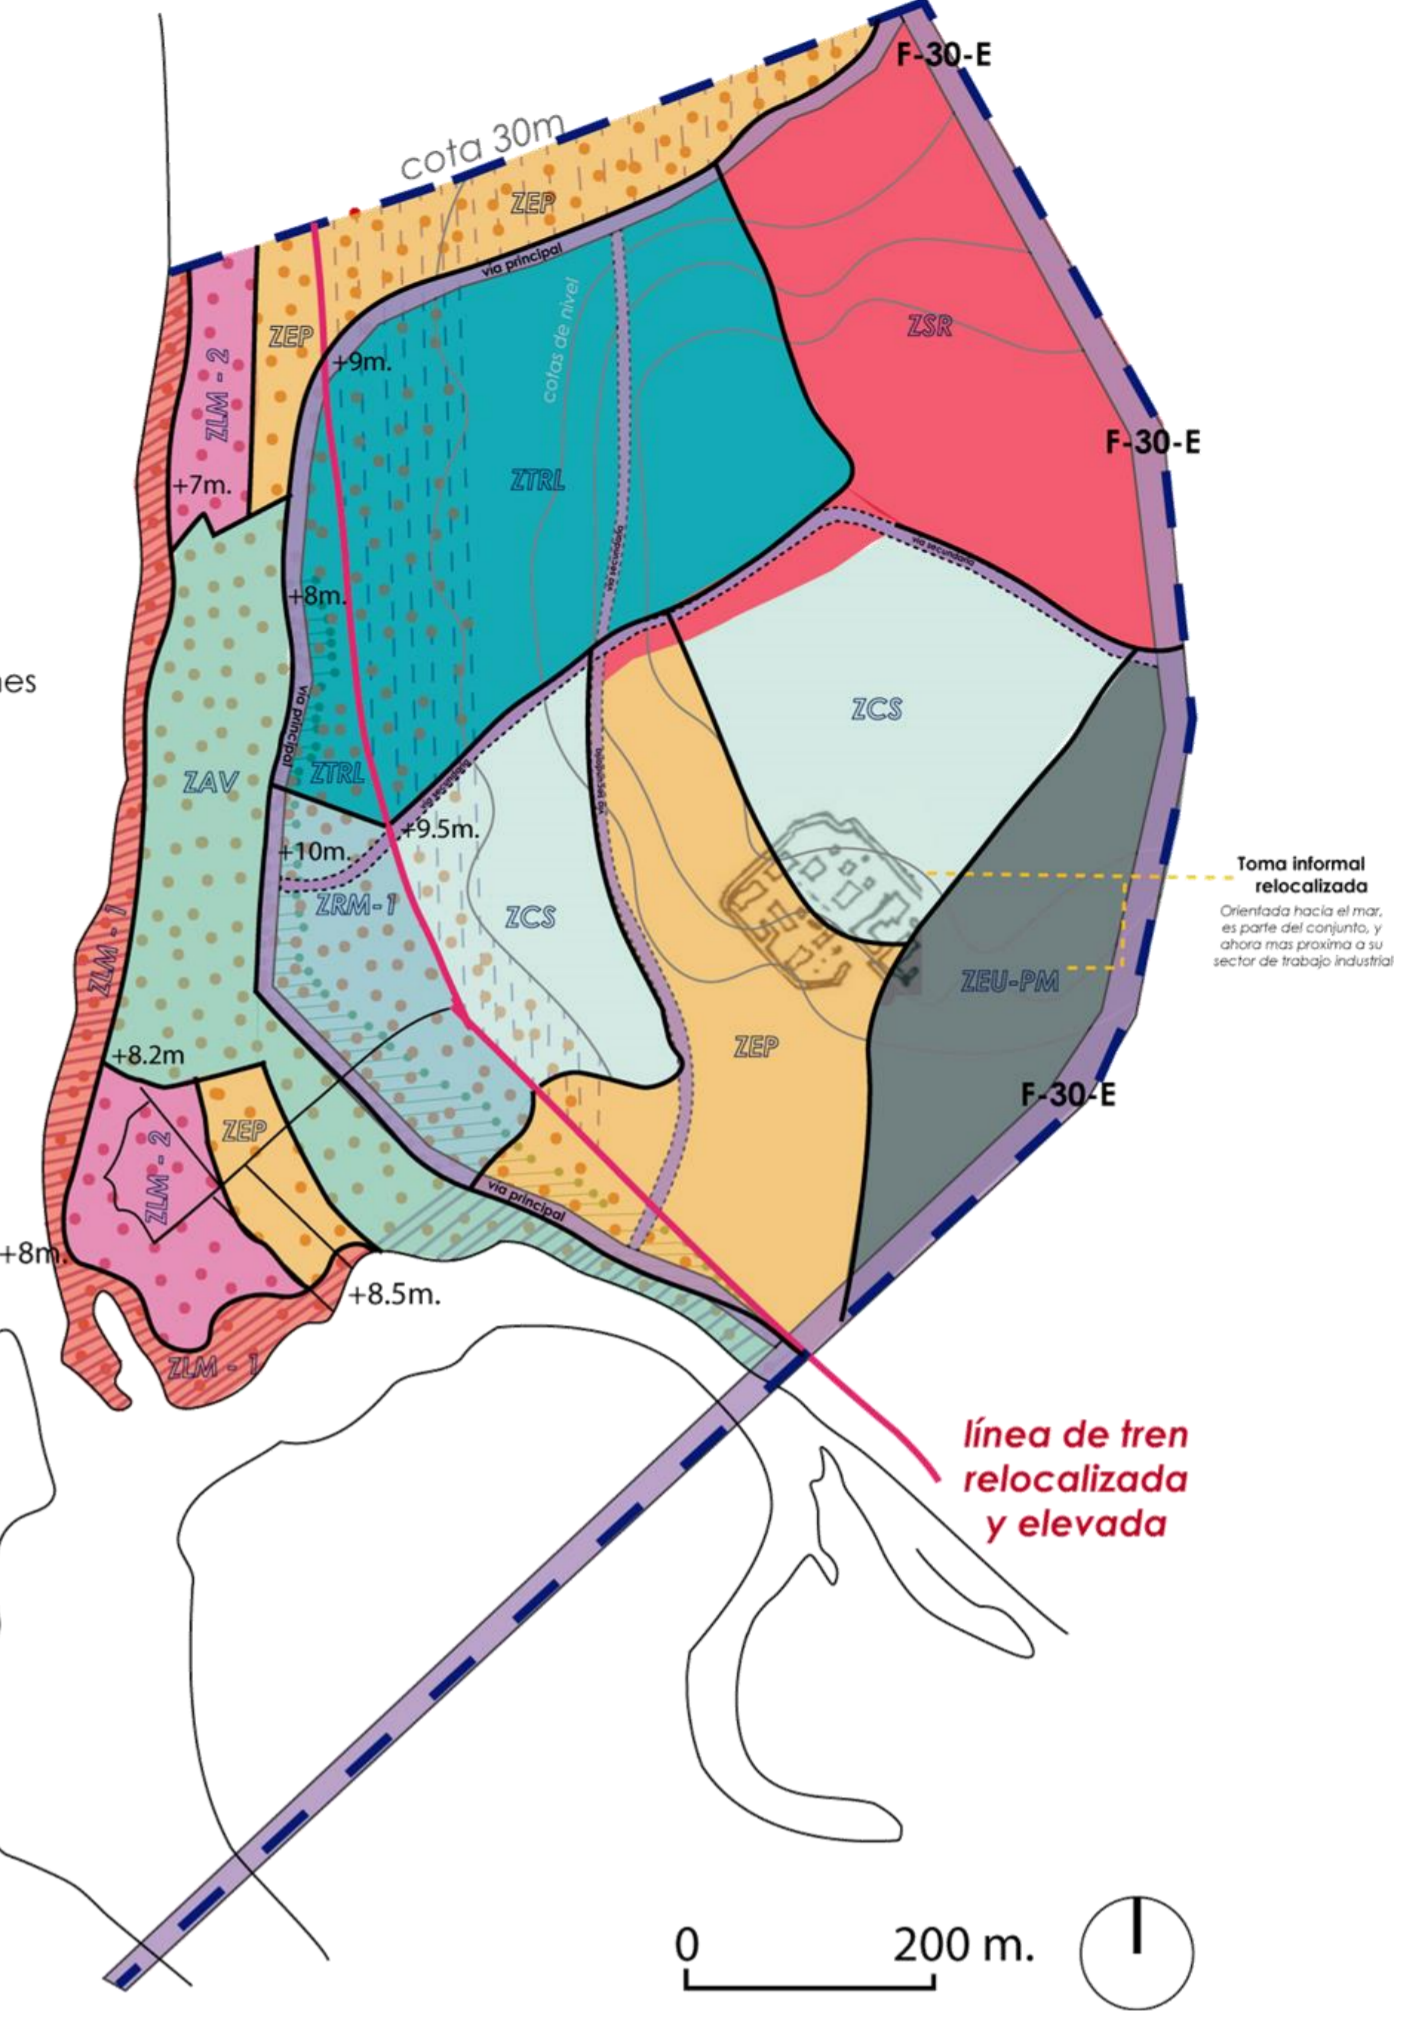 F-30-E
cota 30m
ZEP
vía principal
cotas de nivel
ZSR
ZEP
+9m.
ZLM - 2
F-30-E
+7m.
ZTRL
vía secundaria
vía secundaria
+8m.
nes
ZCS
vía principal
ZTRL
ZAV
vía secundaria
vía secundaria
+9.5m.
+10m.
Toma informal
relocalizada
Orientada hacia el mar,
es parte del conjunto, y
ahora mas proxima a su
sector de trabajo industrial
ZRM-1
ZCS
ZLM - 1
ZEU-PM
ZEP
+8.2m
F-30-E
ZEP
ZLM - 2
vía principal
+8m.
+8.5m.
ZLM - 1
línea de tren
relocalizada
y elevada
0
200 m.